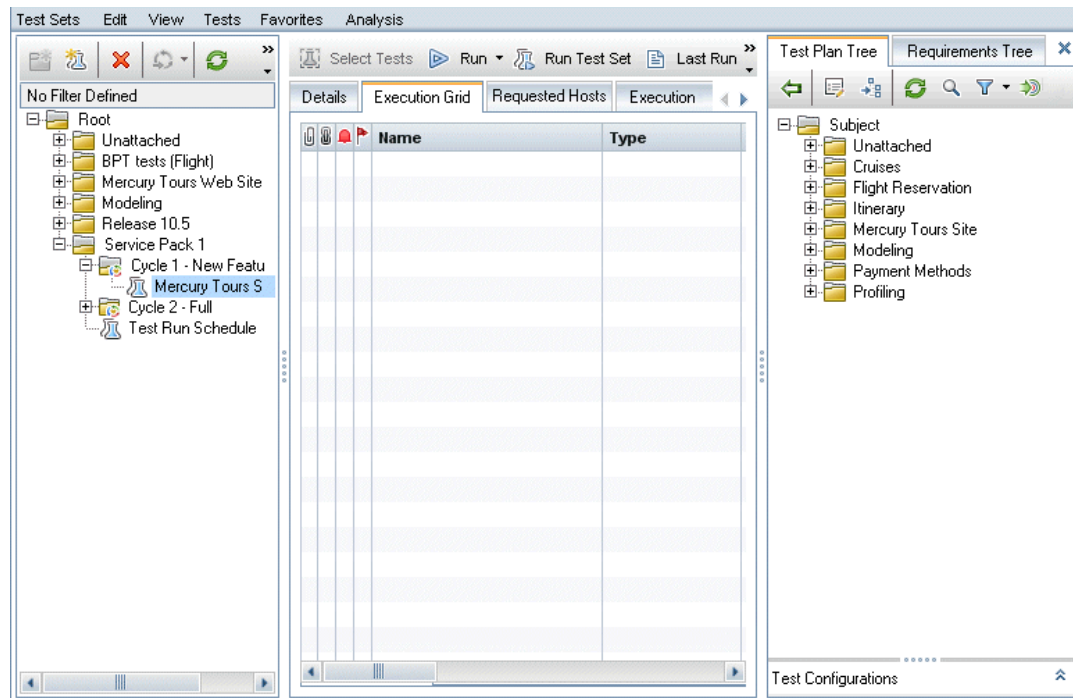 Test Sets Edit View Tests Favorites Analysis
No Filter Defined
Root
Unattached
BPT tests (Flight)
Mercury Tours Web Site
Modeling
Release 10.5
Service Pack 1
Cycle 1 - New Featu
Mercury Tours S
Cycle 2 - Full
Test Run Schedule
Select Tests Run Run Test Set Last Run
Details Execution Grid Requested Hosts Execution
Name Type
Test Plan Tree Requirements Tree
Subject
Unattached
Cruises
Flight Reservation
Itinerary
Mercury Tours Site
Modeling
Payment Methods
Profiling
Test Configurations